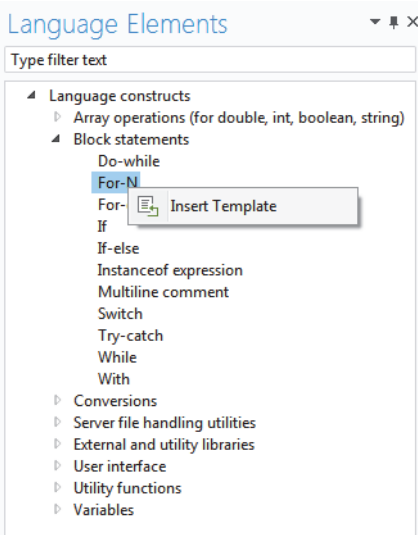 Language Elements
Type filter text
Language constructs
Array operations (for double, int, boolean, string)
Block statements
Do-while
For-N
For-
Insert Template
If
If-else
Instanceof expression
Multiline comment
Switch
Try-catch
While
With
Conversions
Server file handling utilities
External and utility libraries
User interface
Utility functions
Variables